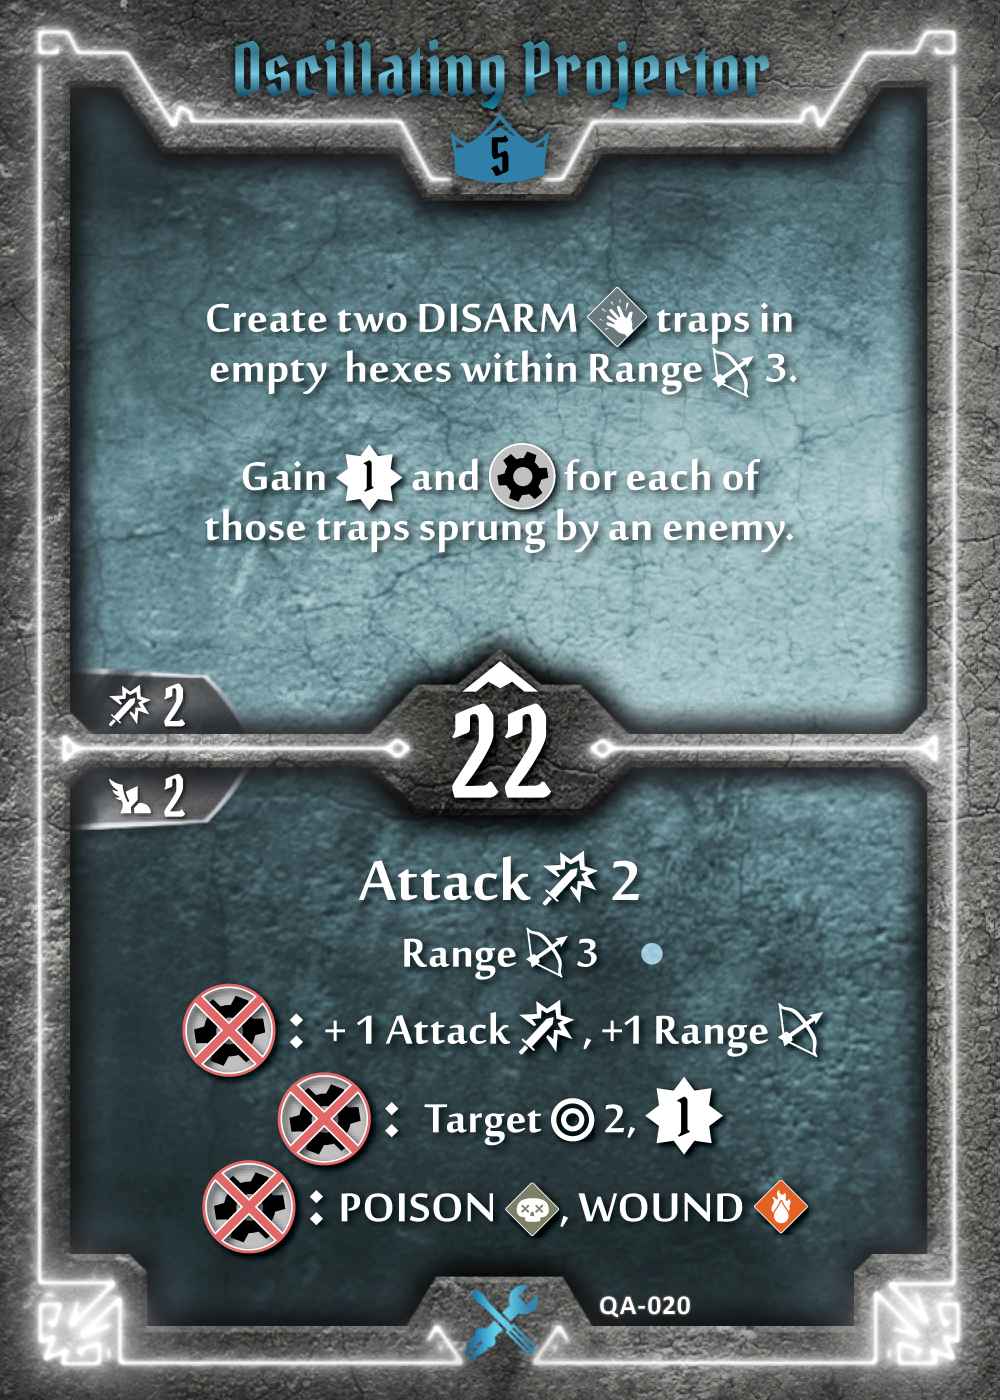 Oscillating Projector
5
Create two DISARM traps in
empty hexes within Range 3.
Gain 1 and for each of
those traps sprung by an enemy.
2
22
2
Attack 2
Range 3
: + 1 Attack , +1 Range
: Target 2, 1
: POISON , WOUND
QA-020